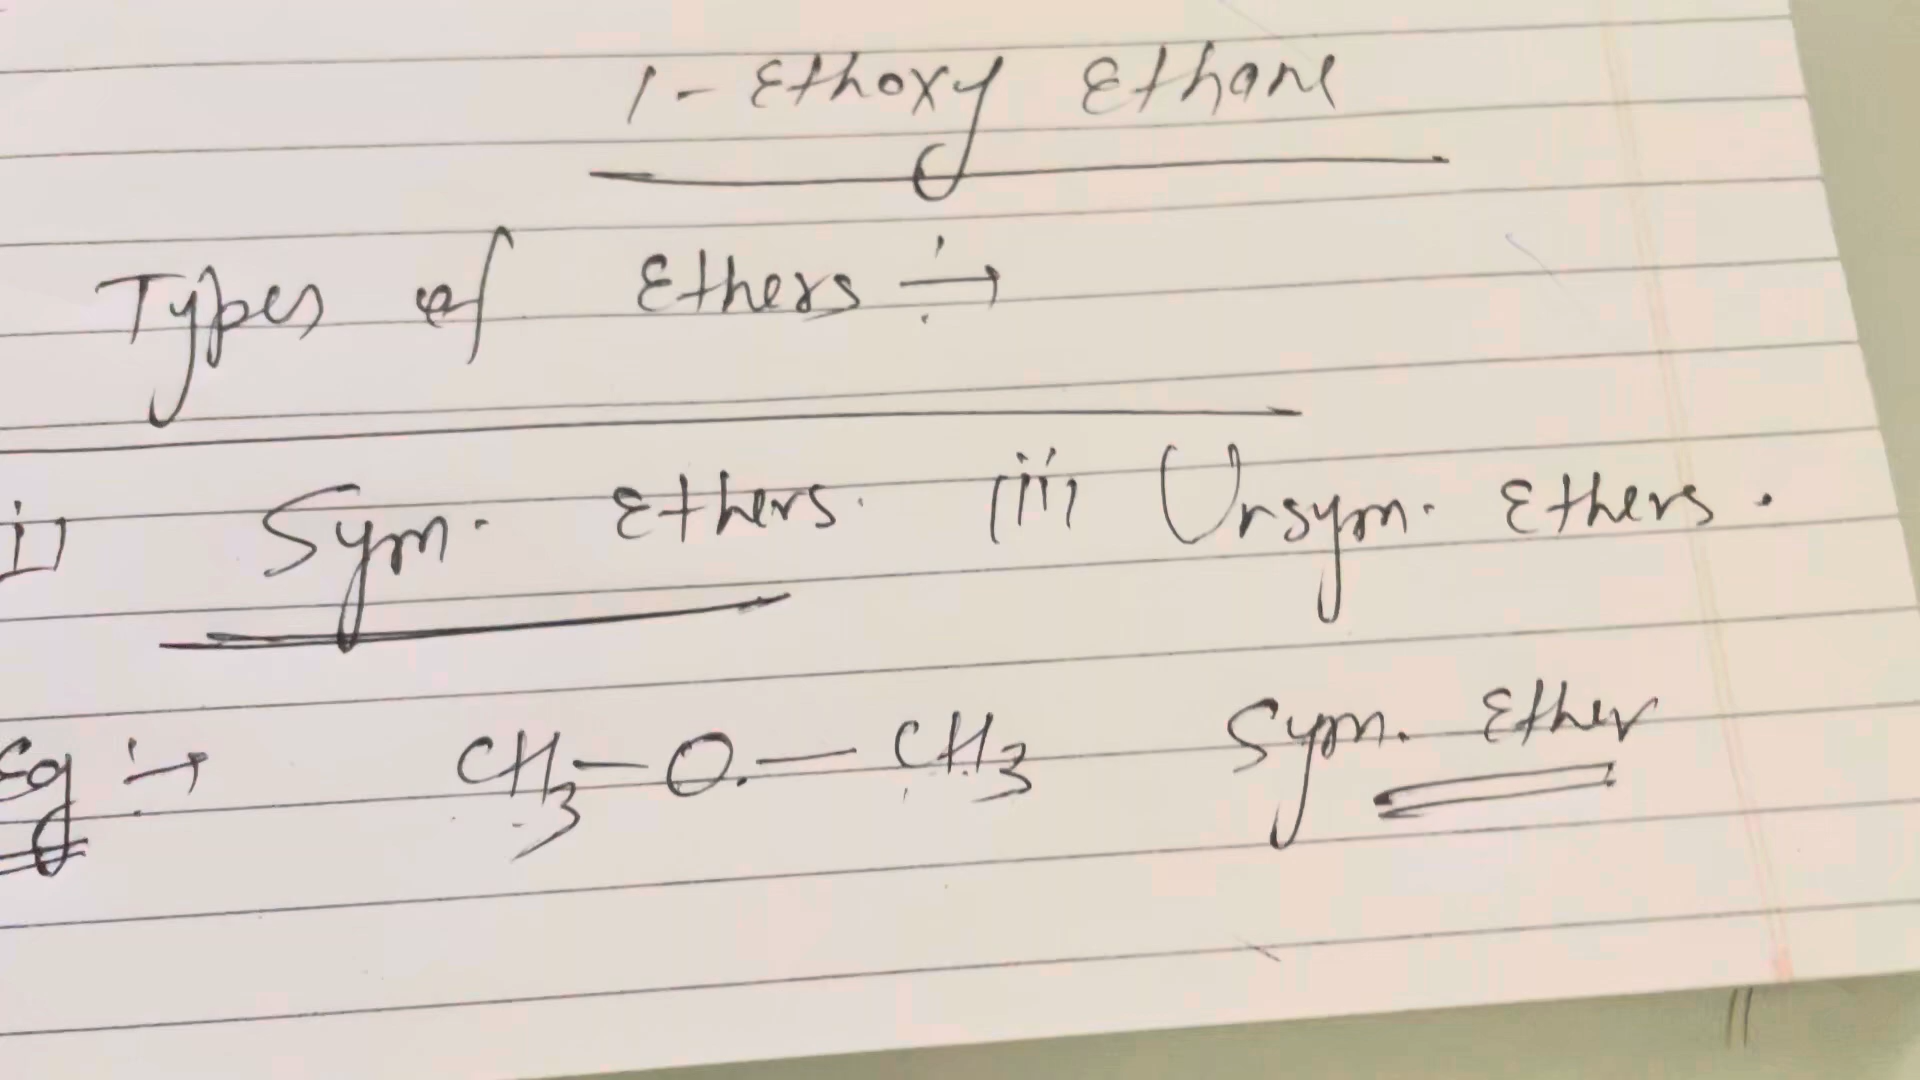 1- Ethoxy Ethane
Types of Ethers :→
i) Sym. Ethers. (ii) Unsym. Ethers.
Eg :→ CH3-O-CH3 Sym. Ether